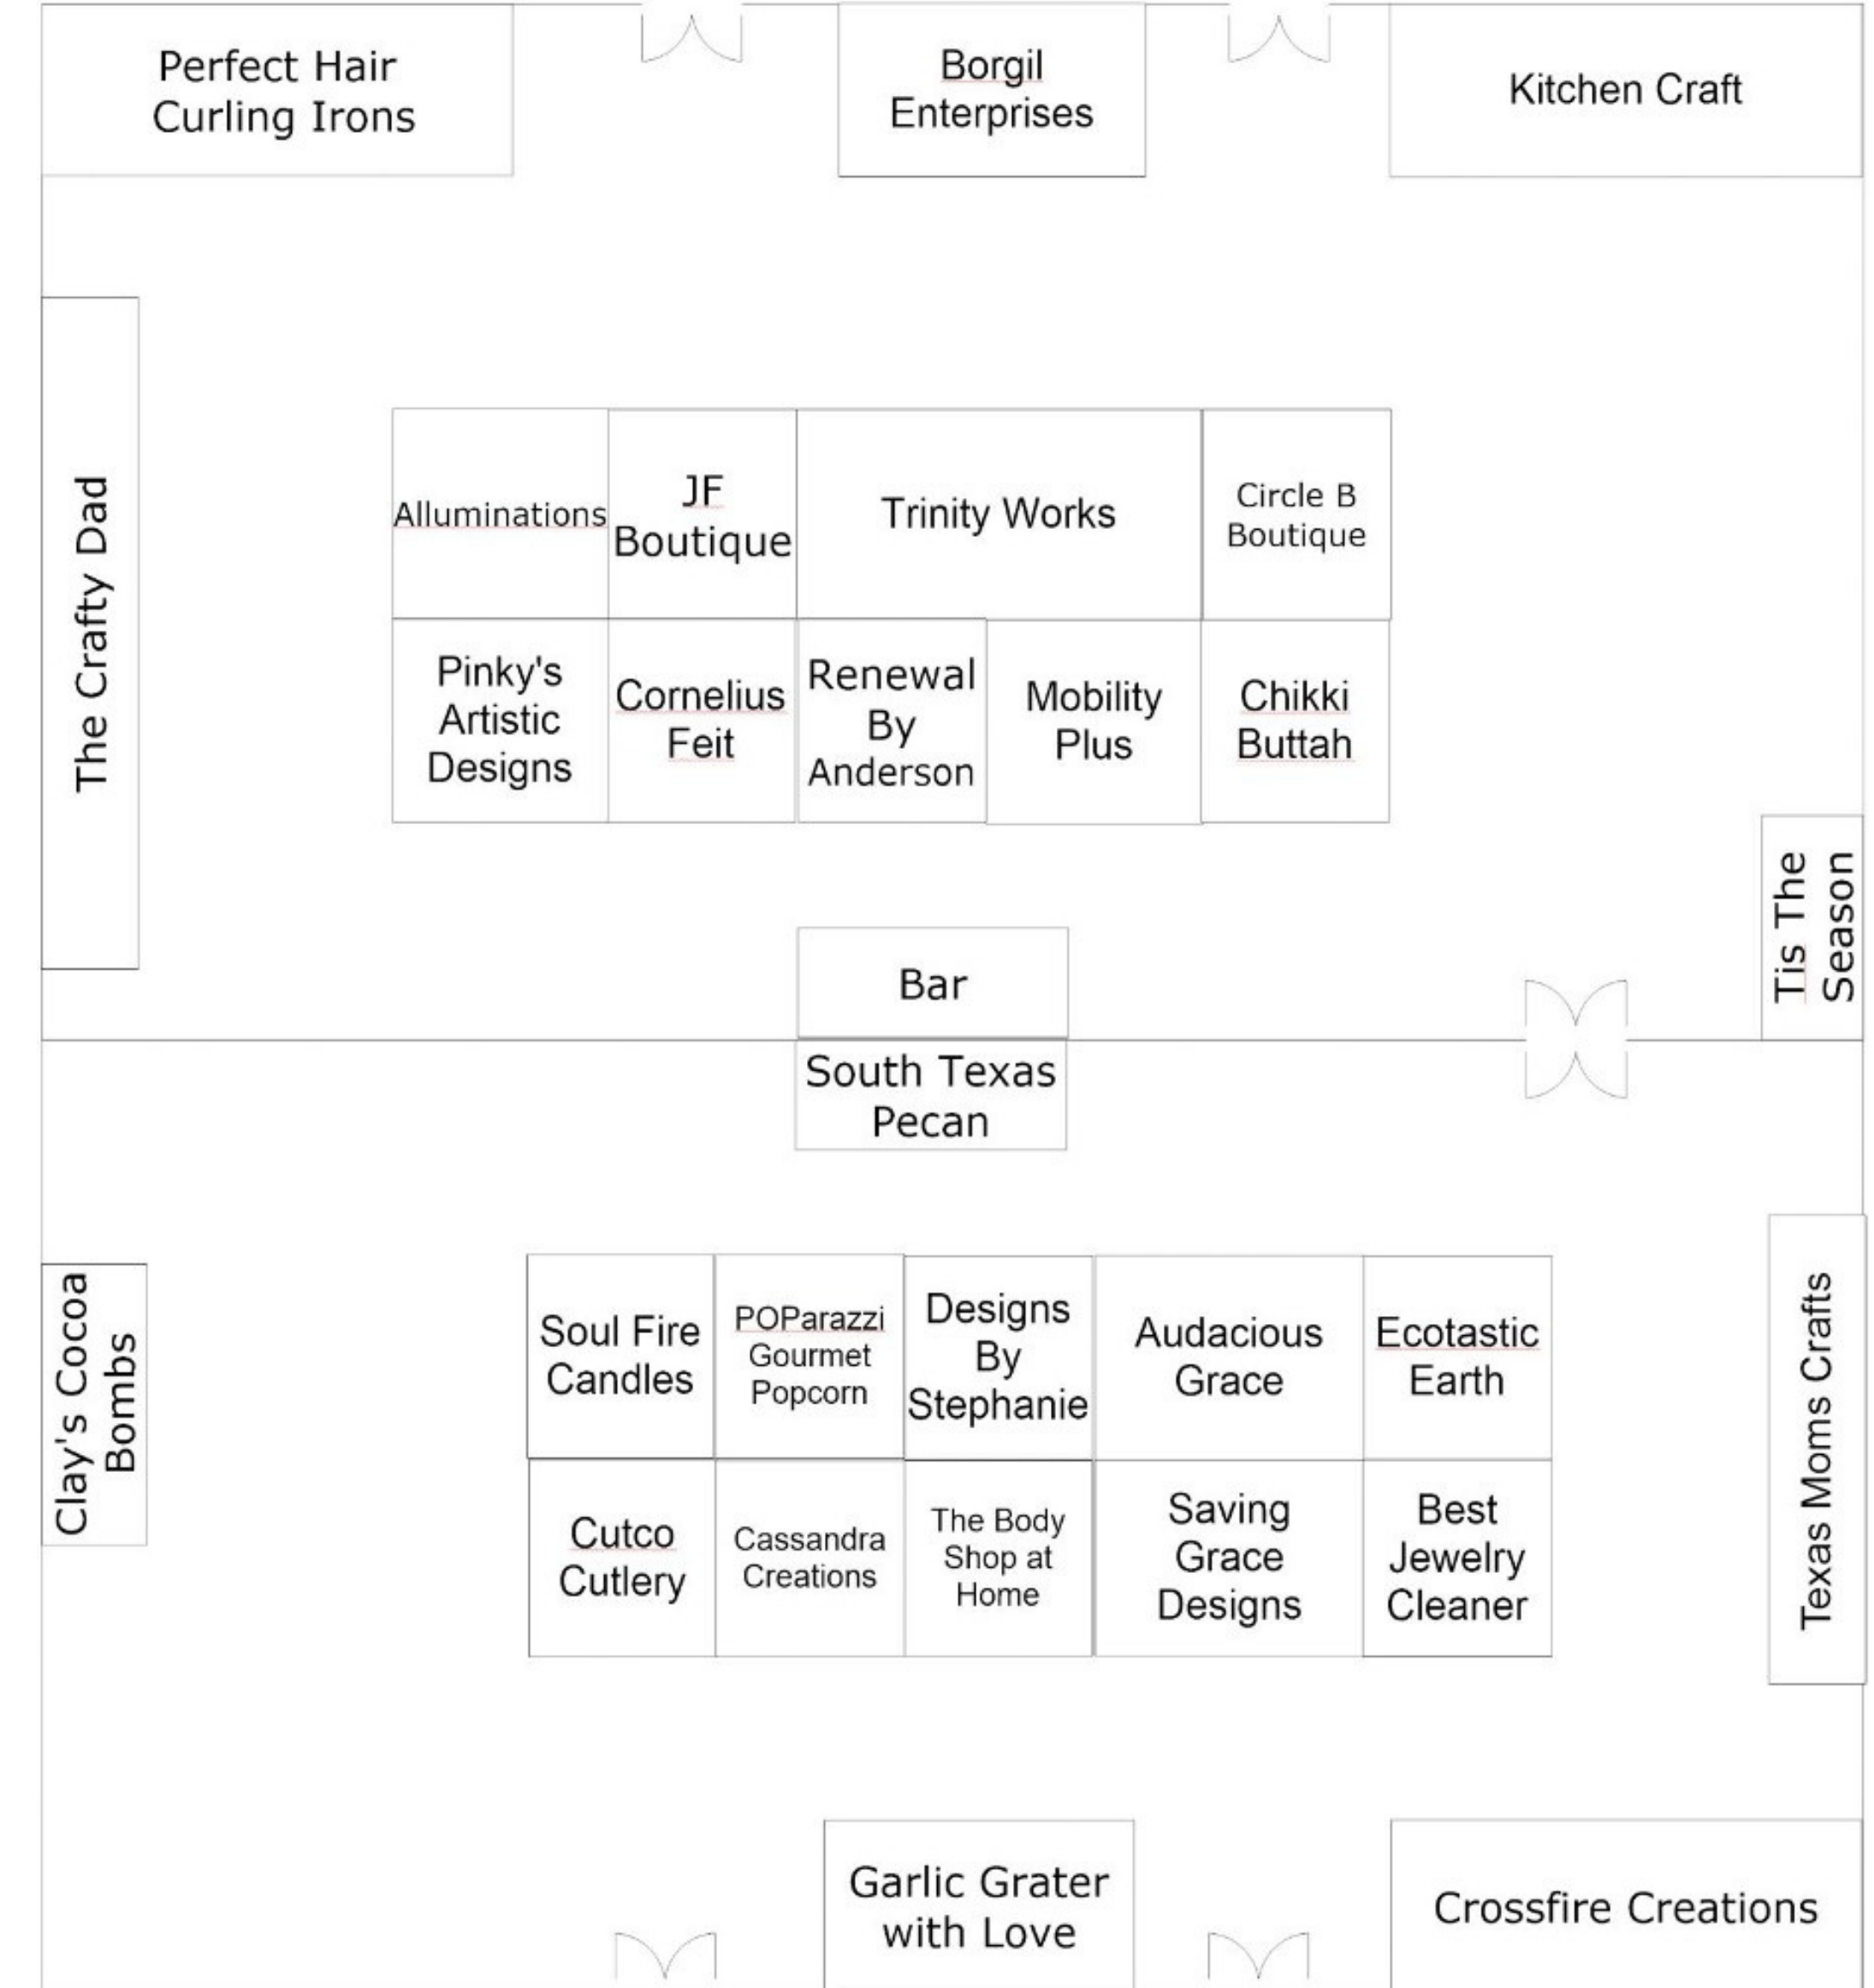 Perfect Hair
Curling Irons
Borgil
Enterprises
Kitchen Craft
The Crafty Dad
Alluminations
JF
Boutique
Trinity Works
Circle B
Boutique
Pinky's
Artistic
Designs
Cornelius
Feit
Renewal
By
Anderson
Mobility
Plus
Chikki
Buttah
Tis The
Season
Bar
South Texas
Pecan
Clay's Cocoa
Bombs
Soul Fire
Candles
POParazzi
Gourmet
Popcorn
Designs
By
Stephanie
Audacious
Grace
Ecotastic
Earth
Texas Moms Crafts
Cutco
Cutlery
Cassandra
Creations
The Body
Shop at
Home
Saving
Grace
Designs
Best
Jewelry
Cleaner
Garlic Grater
with Love
Crossfire Creations